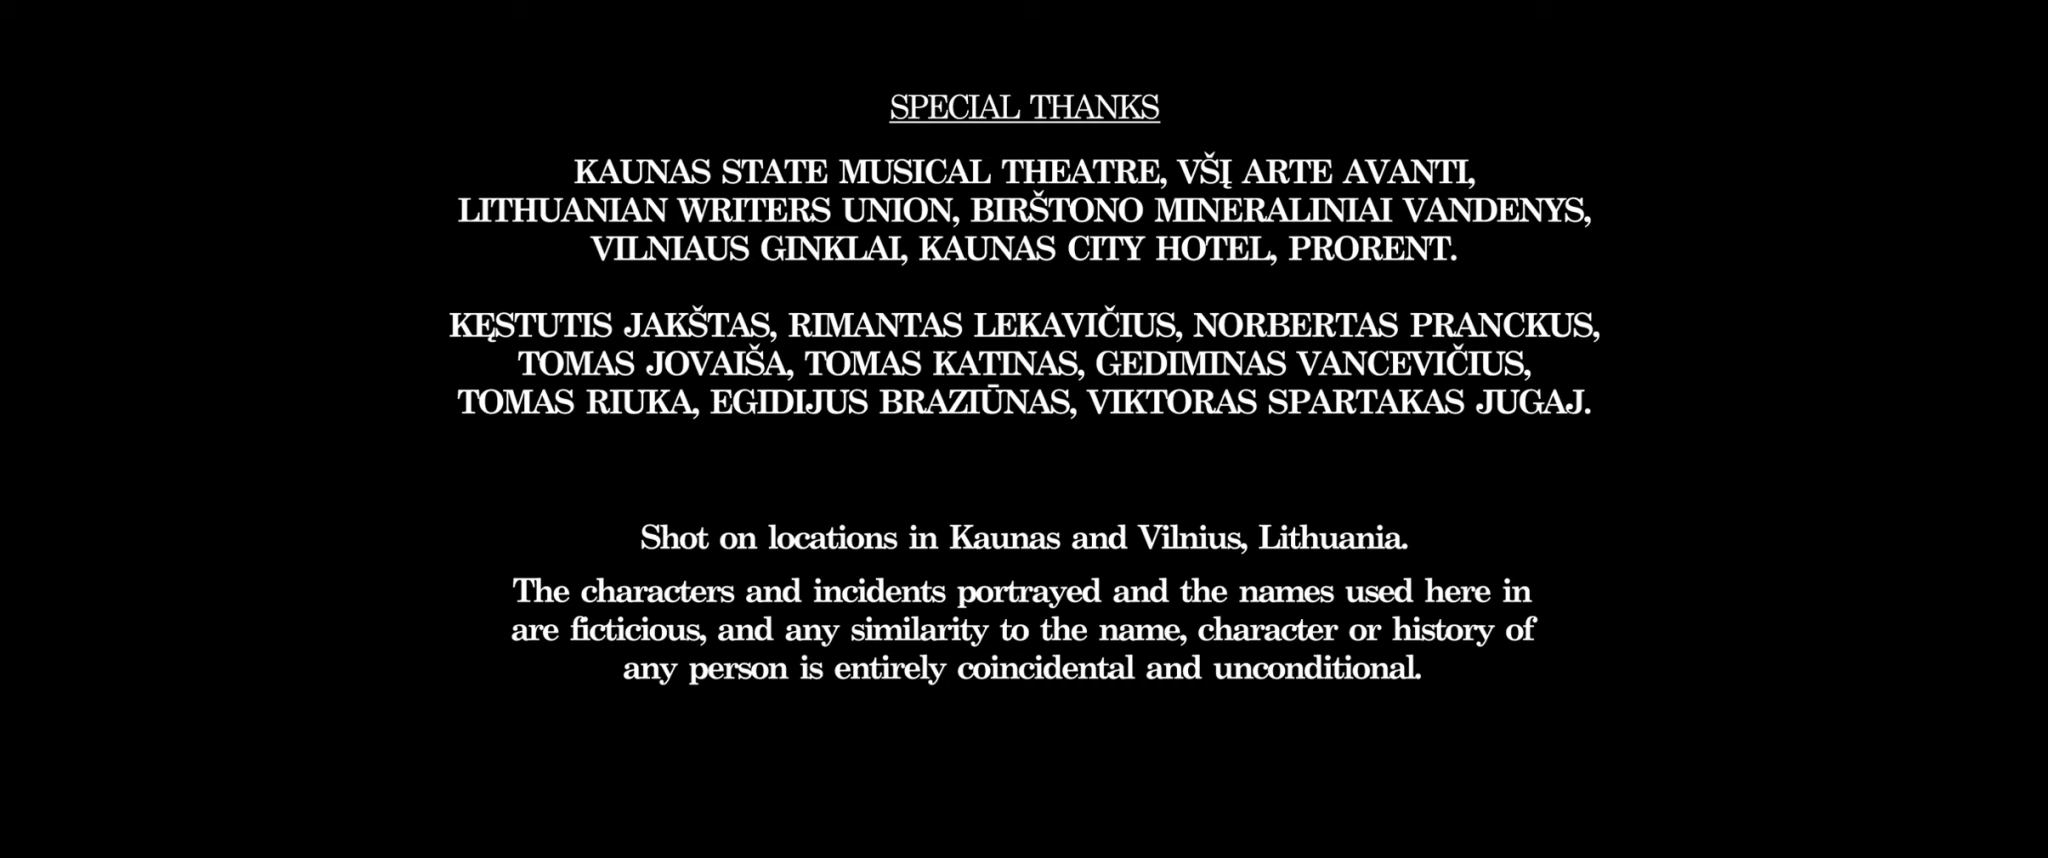 SPECIAL THANKS
KAUNAS STATE MUSICAL THEATRE, VŠĮ ARTE AVANTI,
LITHUANIAN WRITERS UNION, BIRŠTONO MINERALINIAI VANDENYS,
VILNIAUS GINKLAI, KAUNAS CITY HOTEL, PRORENT.
KĘSTUTIS JAKŠTAS, RIMANTAS LEKAVIČIUS, NORBERTAS PRANCKUS,
TOMAS JOVAIŠA, TOMAS KATINAS, GEDIMINAS VANCEVIČIUS,
TOMAS RIUKA, EGIDIJUS BRAZIŪNAS, VIKTORAS SPARTAKAS JUGAJ.
Shot on locations in Kaunas and Vilnius, Lithuania.
The characters and incidents portrayed and the names used here in
are ficticious, and any similarity to the name, character or history of
any person is entirely coincidental and unconditional.